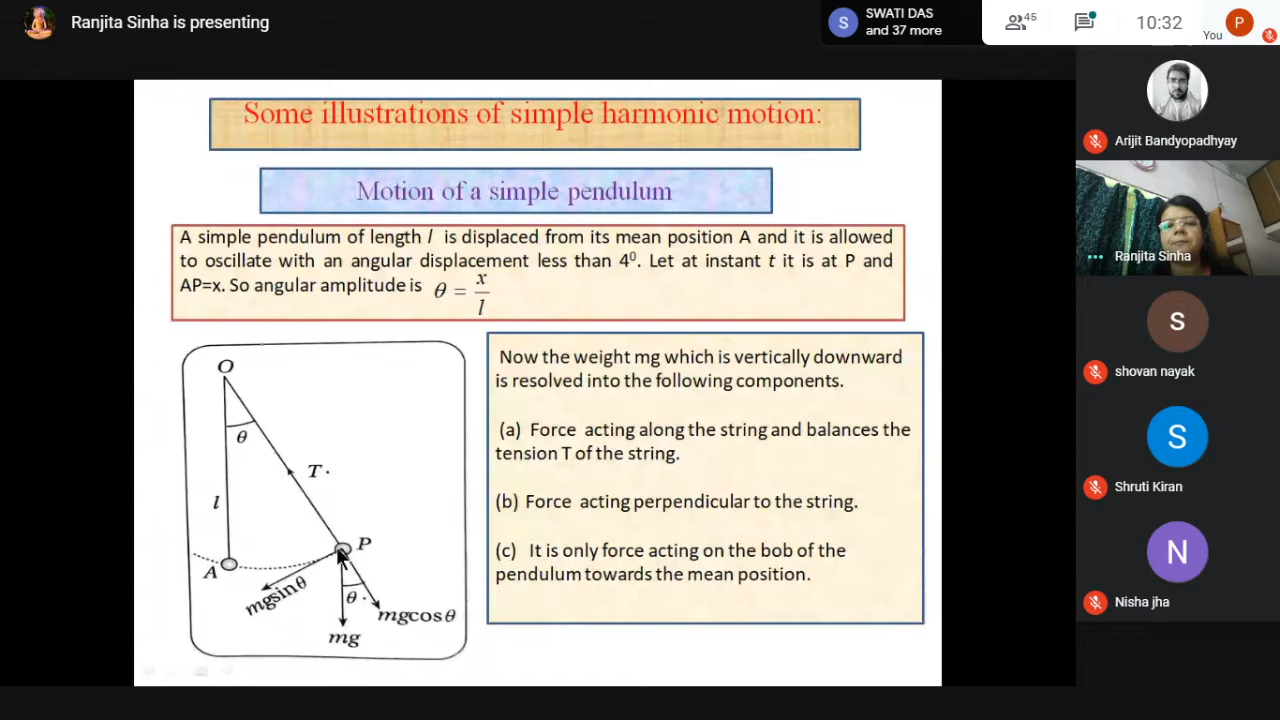 Ranjita Sinha is presenting
S
SWATI DAS
and 37 more
45
10:32
You
P
Some illustrations of simple harmonic motion:
Motion of a simple pendulum
A simple pendulum of length l is displaced from its mean position A and it is allowed
to oscillate with an angular displacement less than 4⁰. Let at instant t it is at P and
AP=x. So angular amplitude is θ = x/l
O
θ
T
l
P
A
mgsinθ
θ
mgcosθ
mg
Now the weight mg which is vertically downward
is resolved into the following components.
(a) Force acting along the string and balances the
tension T of the string.
(b) Force acting perpendicular to the string.
(c) It is only force acting on the bob of the
pendulum towards the mean position.
Arijit Bandyopadhyay
Ranjita Sinha
S
shovan nayak
S
Shruti Kiran
N
Nisha jha